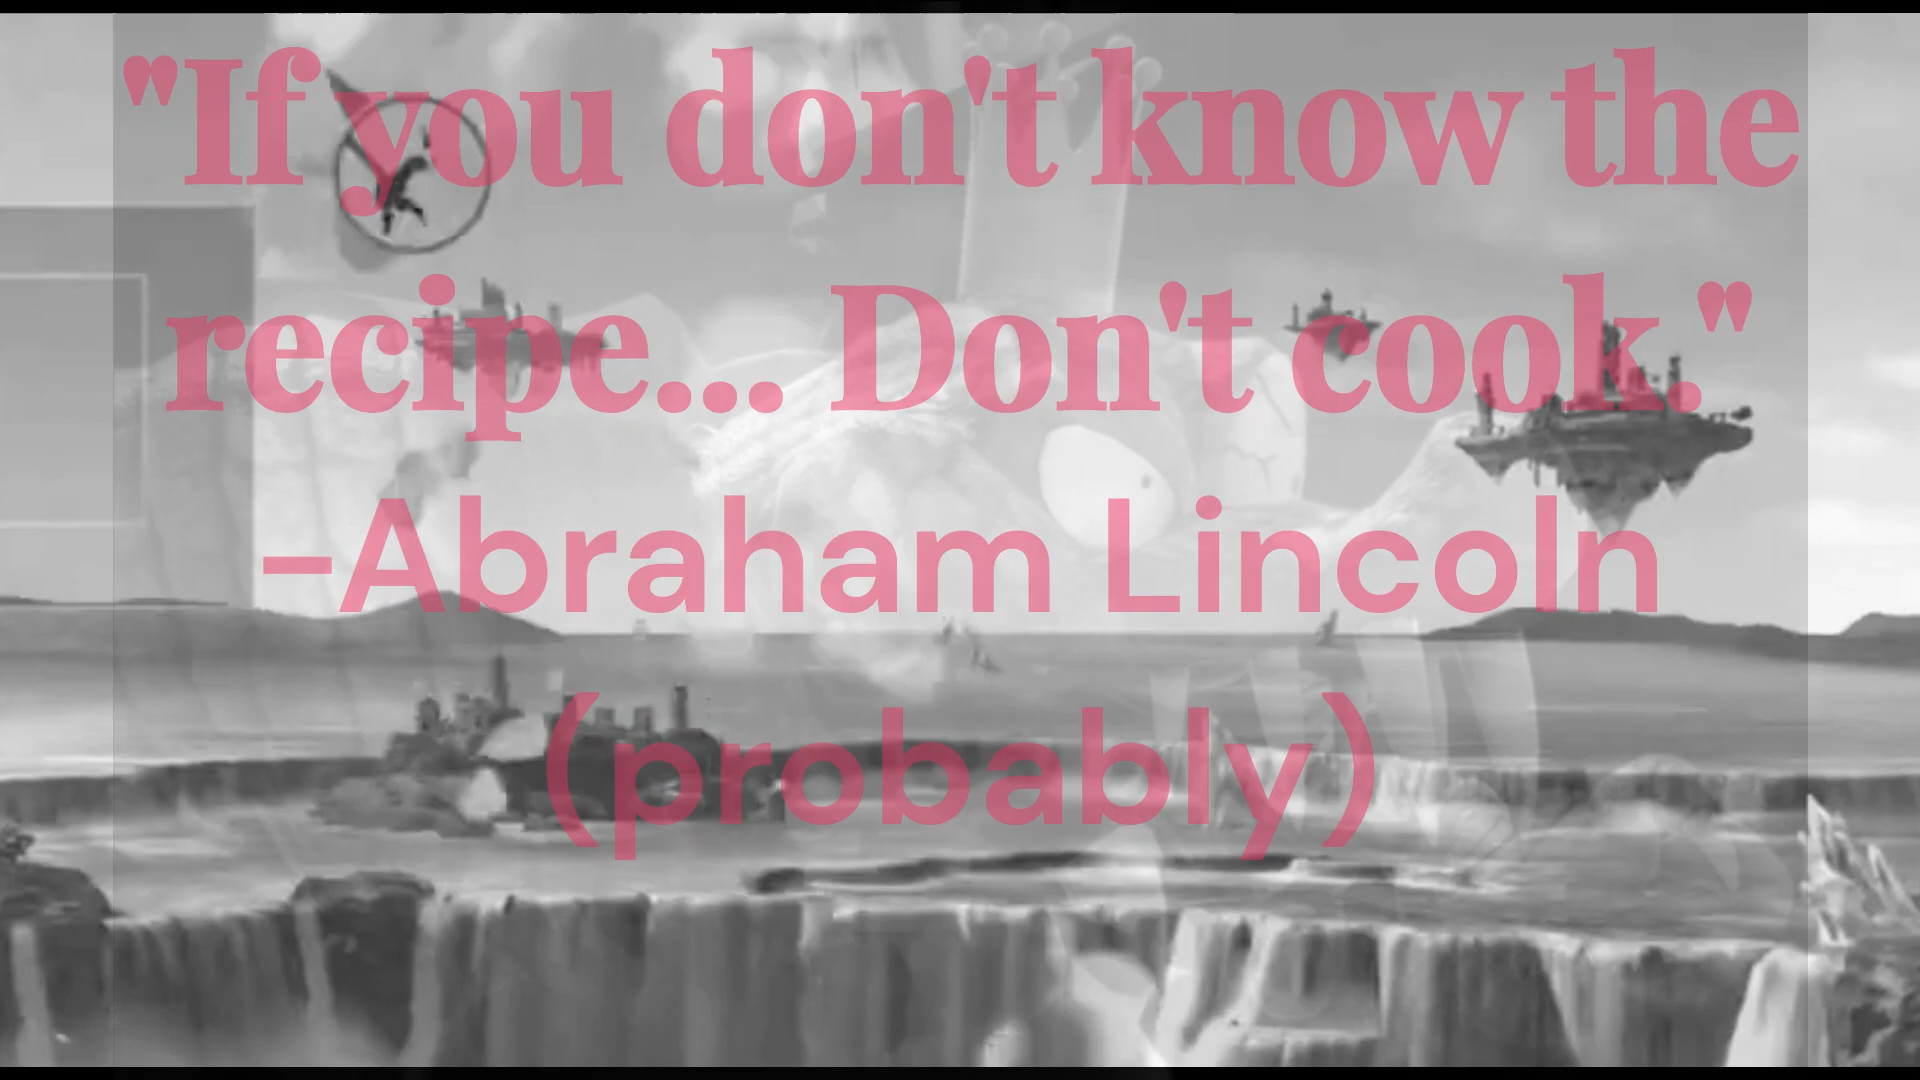 "If you don't know the
recipe... Don't cook."
–Abraham Lincoln
(probably)